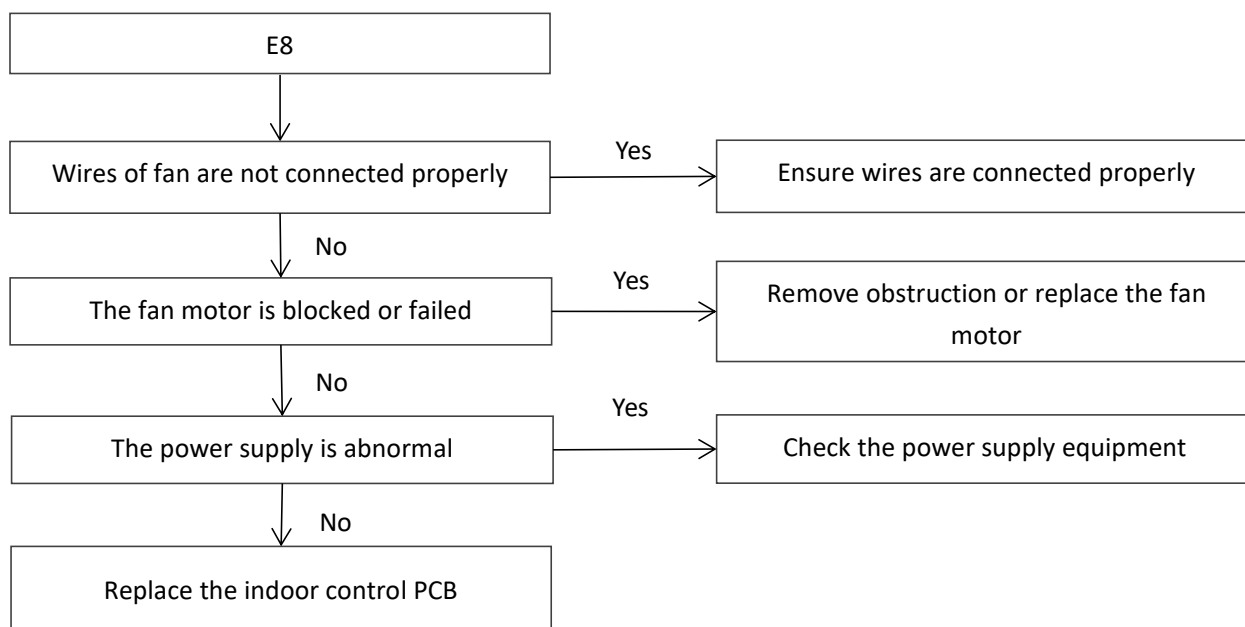 E8
Yes
Wires of fan are not connected properly
Ensure wires are connected properly
No
Yes
The fan motor is blocked or failed
Remove obstruction or replace the fan
motor
No
Yes
The power supply is abnormal
Check the power supply equipment
No
Replace the indoor control PCB